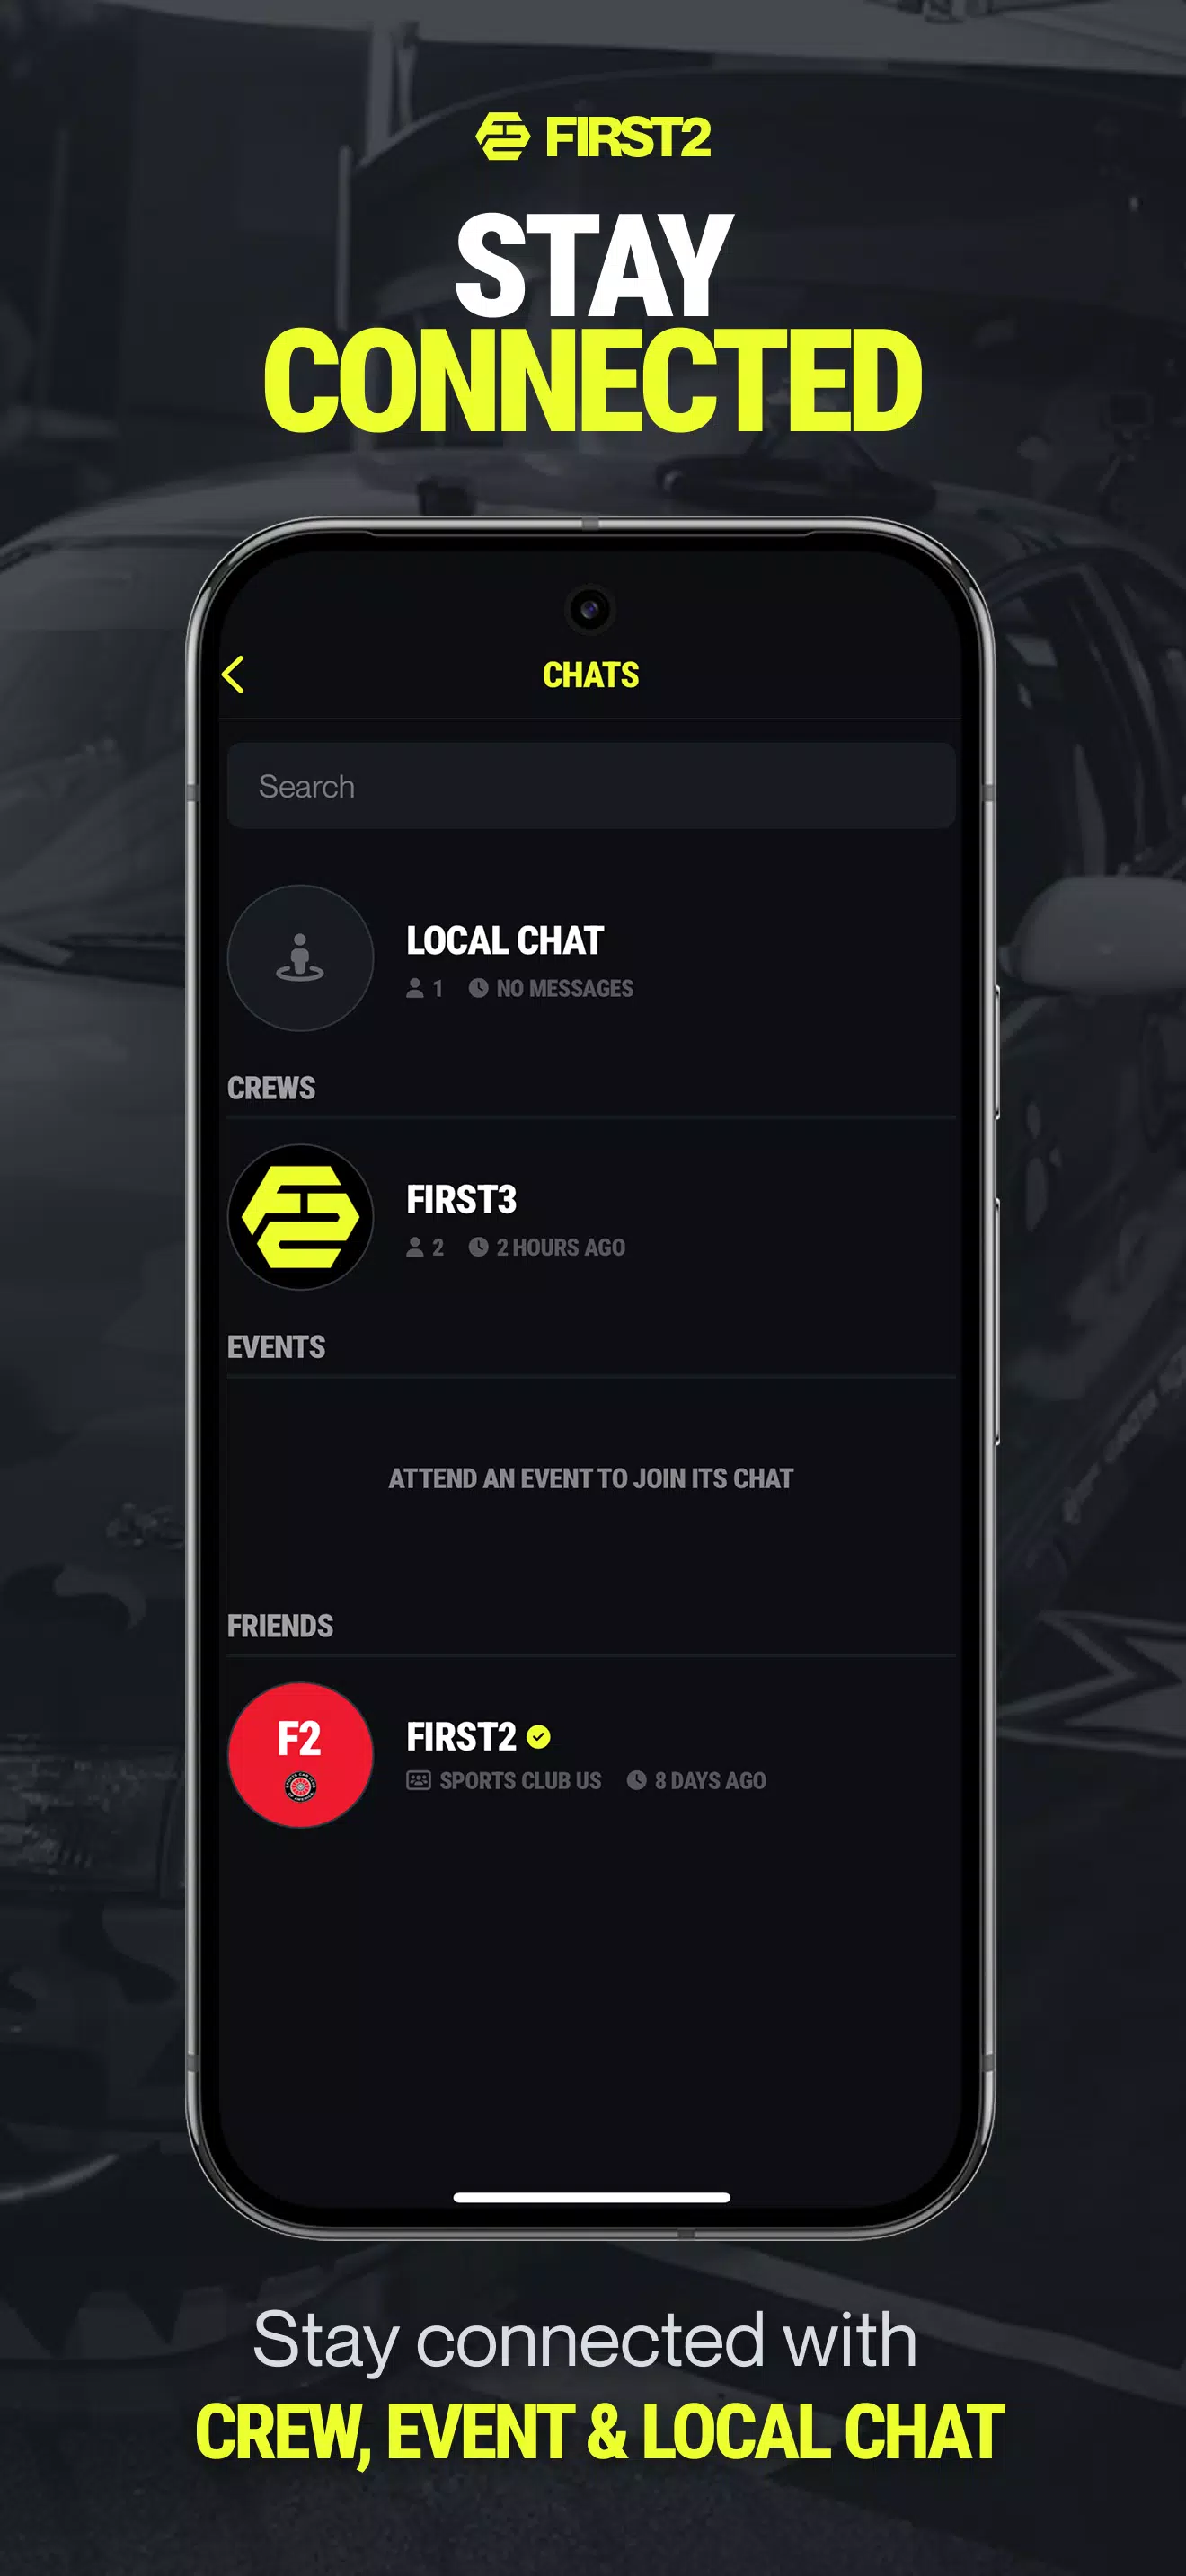 FIRST2
STAY
CONNECTED
CHATS
Search
LOCAL CHAT
1 NO MESSAGES
CREWS
FIRST3
2 2 HOURS AGO
EVENTS
ATTEND AN EVENT TO JOIN ITS CHAT
FRIENDS
F2
FIRST2
SPORTS CLUB US 8 DAYS AGO
Stay connected with
CREW, EVENT & LOCAL CHAT